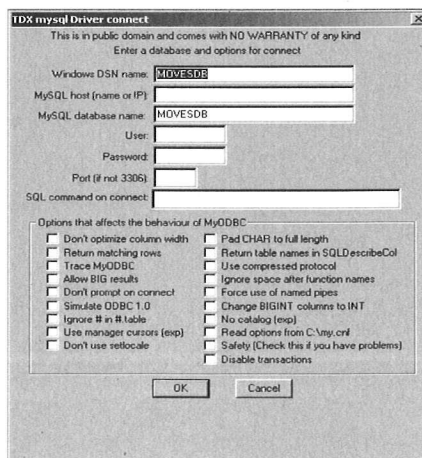 TDX mysql Driver connect
This is in public domain and comes with NO WARRANTY of any kind
Enter a database and options for connect
Windows DSN name: MOVESDB
MySQL host (name or IP):
MySQL database name: MOVESDB
User:
Password:
Port (if not 3306):
SQL command on connect:
Options that affects the behaviour of MyODBC
Don't optimize column width
Return matching rows
Trace MyODBC
Allow BIG results
Don't prompt on connect
Simulate ODBC 1.0
Ignore # in #.table
Use manager cursors (exp)
Don't use setlocale
Pad CHAR to full length
Return table names in SQLDescribeCol
Use compressed protocol
Ignore space after function names
Force use of named pipes
Change BIGINT columns to INT
No catalog (exp)
Read options from C:\my.cnf
Safety (Check this if you have problems)
Disable transactions
OK
Cancel